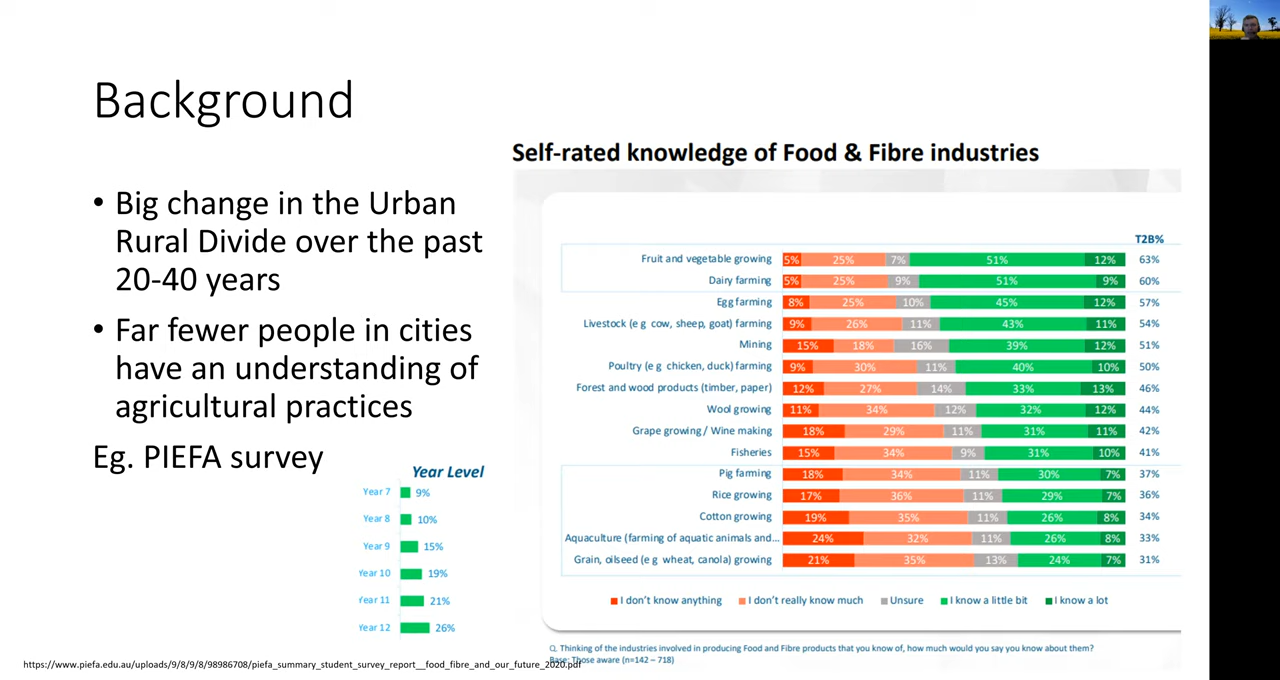 Background
• Big change in the Urban
Rural Divide over the past
20-40 years
• Far fewer people in cities
have an understanding of
agricultural practices
Eg. PIEFA survey
Year Level
Year 7 9%
Year 8 10%
Year 9 15%
Year 10 19%
Year 11 21%
Year 12 26%
Self-rated knowledge of Food & Fibre industries
T2B%
Fruit and vegetable growing 5% 25% 7% 51% 12% 63%
Dairy farming 5% 25% 9% 51% 9% 60%
Egg farming 8% 25% 10% 45% 12% 57%
Livestock (e g cow, sheep, goat) farming 9% 26% 11% 43% 11% 54%
Mining 15% 18% 16% 39% 12% 51%
Poultry (e g chicken, duck) farming 9% 30% 11% 40% 10% 50%
Forest and wood products (timber, paper) 12% 27% 14% 33% 13% 46%
Wool growing 11% 34% 12% 32% 12% 44%
Grape growing / Wine making 18% 29% 11% 31% 11% 42%
Fisheries 15% 34% 9% 31% 10% 41%
Pig farming 18% 34% 11% 30% 7% 37%
Rice growing 17% 36% 11% 29% 7% 36%
Cotton growing 19% 35% 11% 26% 8% 34%
Aquaculture (farming of aquatic animals and... 24% 32% 11% 26% 8% 33%
Grain, oilseed (e g wheat, canola) growing 21% 35% 13% 24% 7% 31%
I don't know anything I don't really know much Unsure I know a little bit I know a lot
Q. Thinking of the industries involved in producing Food and Fibre products that you know of, how much would you say you know about them?
Base: Those aware (n=142 – 718)
https://www.piefa.edu.au/uploads/9/8/9/8/98986708/piefa_summary_student_survey_report__food_fibre_and_our_future_2020.pdf